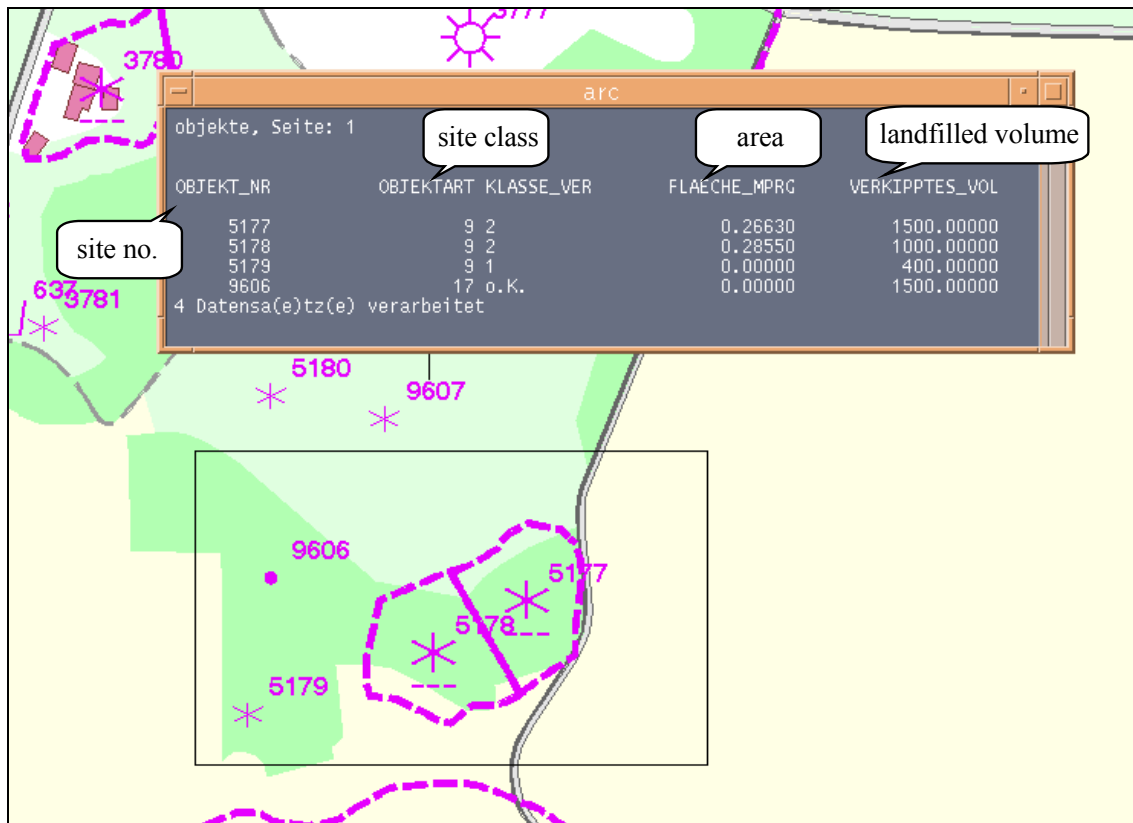 3777
3780
arc
objekte, Seite: 1
site class
area
landfilled volume
OBJEKT_NR OBJEKTART KLASSE_VER FLAECHE_MPRG VERKIPPTES_VOL
5177 9 2 0.26630 1500.00000
site no.
5178 9 2 0.28550 1000.00000
5179 9 1 0.00000 400.00000
9606 17 o.K. 0.00000 1500.00000
4 Datensa(e)tz(e) verarbeitet
637
3781
5180
9607
9606
5177
5178
5179